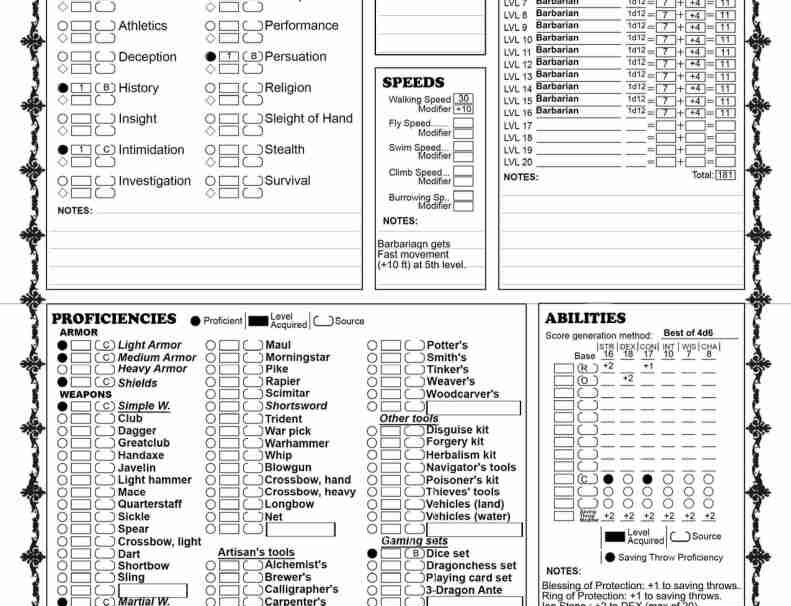 Athletics
Performance
Deception
1 B Persuation
1 B History
Religion
Insight
Sleight of Hand
1 C Intimidation
Stealth
Investigation
Survival
NOTES:
SPEEDS
Walking Speed 30
Modifier +10
Fly Speed.....
Modifier
Swim Speed...
Modifier
Climb Speed...
Modifier
Burrowing Sp..
Modifier
NOTES:
Barbariaqn gets
Fast movement
(+10 ft) at 5th level.
LVL 7 Barbarian 1d12 = 7 + +4 = 11
LVL 8 Barbarian 1d12 = 7 + +4 = 11
LVL 9 Barbarian 1d12 = 7 + +4 = 11
LVL 10 Barbarian 1d12 = 7 + +4 = 11
LVL 11 Barbarian 1d12 = 7 + +4 = 11
LVL 12 Barbarian 1d12 = 7 + +4 = 11
LVL 13 Barbarian 1d12 = 7 + +4 = 11
LVL 14 Barbarian 1d12 = 7 + +4 = 11
LVL 15 Barbarian 1d12 = 7 + +4 = 11
LVL 16 Barbarian 1d12 = 7 + +4 = 11
LVL 17 = + =
LVL 18 = + =
LVL 19 = + =
LVL 20 = + =
NOTES: Total: 181
PROFICIENCIES Proficient Level Acquired Source
ARMOR
C Light Armor
C Medium Armor
Heavy Armor
C Shields
WEAPONS
C Simple W.
Club
Dagger
Greatclub
Handaxe
Javelin
Light hammer
Mace
Quarterstaff
Sickle
Spear
Crossbow, light
Dart
Shortbow
Sling
C Martial W.
Maul
Morningstar
Pike
Rapier
Scimitar
Shortsword
Trident
War pick
Warhammer
Whip
Blowgun
Crossbow, hand
Crossbow, heavy
Longbow
Net
Artisan's tools
Alchemist's
Brewer's
Calligrapher's
Carpenter's
Potter's
Smith's
Tinker's
Weaver's
Woodcarver's
Other tools
Disguise kit
Forgery kit
Herbalism kit
Navigator's tools
Poisoner's kit
Thieves' tools
Vehicles (land)
Vehicles (water)
Gaming sets
B Dice set
Dragonchess set
Playing card set
3-Dragon Ante
ABILITIES
Score generation method: Best of 4d6
STR DEX CON INT WIS CHA
Base 16 18 17 10 7 8
R +2 +1
O +2
C
Saving Throw Modifier +2 +2 +2 +2 +2 +2
Level Acquired Source
Saving Throw Proficiency
NOTES:
Blessing of Protection: +1 to saving throws.
Ring of Protection: +1 to saving throws.
Ion Stone : +2 to DEX (max of 20)